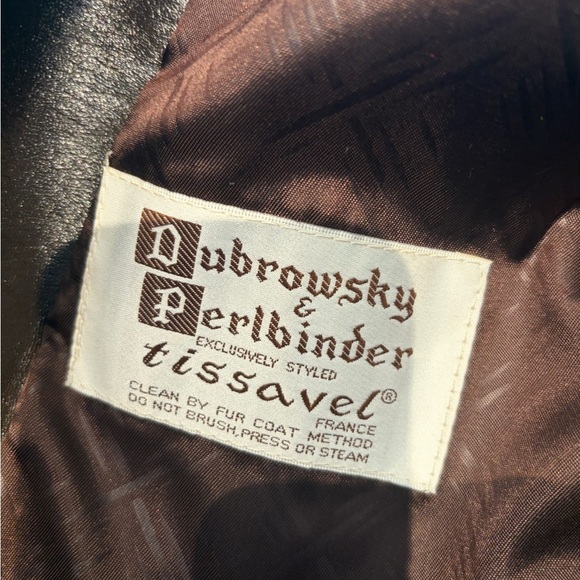 Dubrowsky
&
Perlbinder
EXCLUSIVELY STYLED
tissavel®
FRANCE
CLEAN BY FUR COAT METHOD
DO NOT BRUSH, PRESS OR STEAM